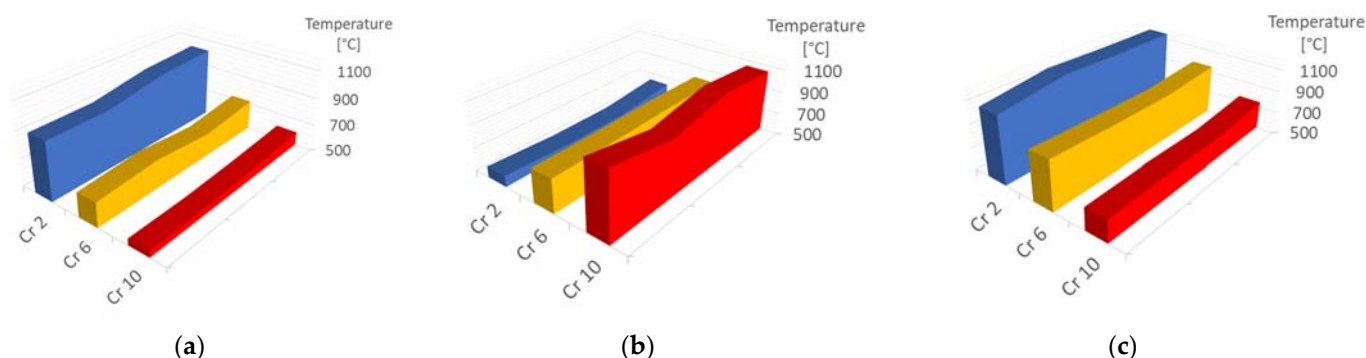 Temperature
[°C]
1100
900
700
500
Cr 2
Cr 6
Cr 10
(a)
Temperature
[°C]
1100
900
700
500
Cr 2
Cr 6
Cr 10
(b)
Temperature
[°C]
1100
900
700
500
Cr 2
Cr 6
Cr 10
(c)